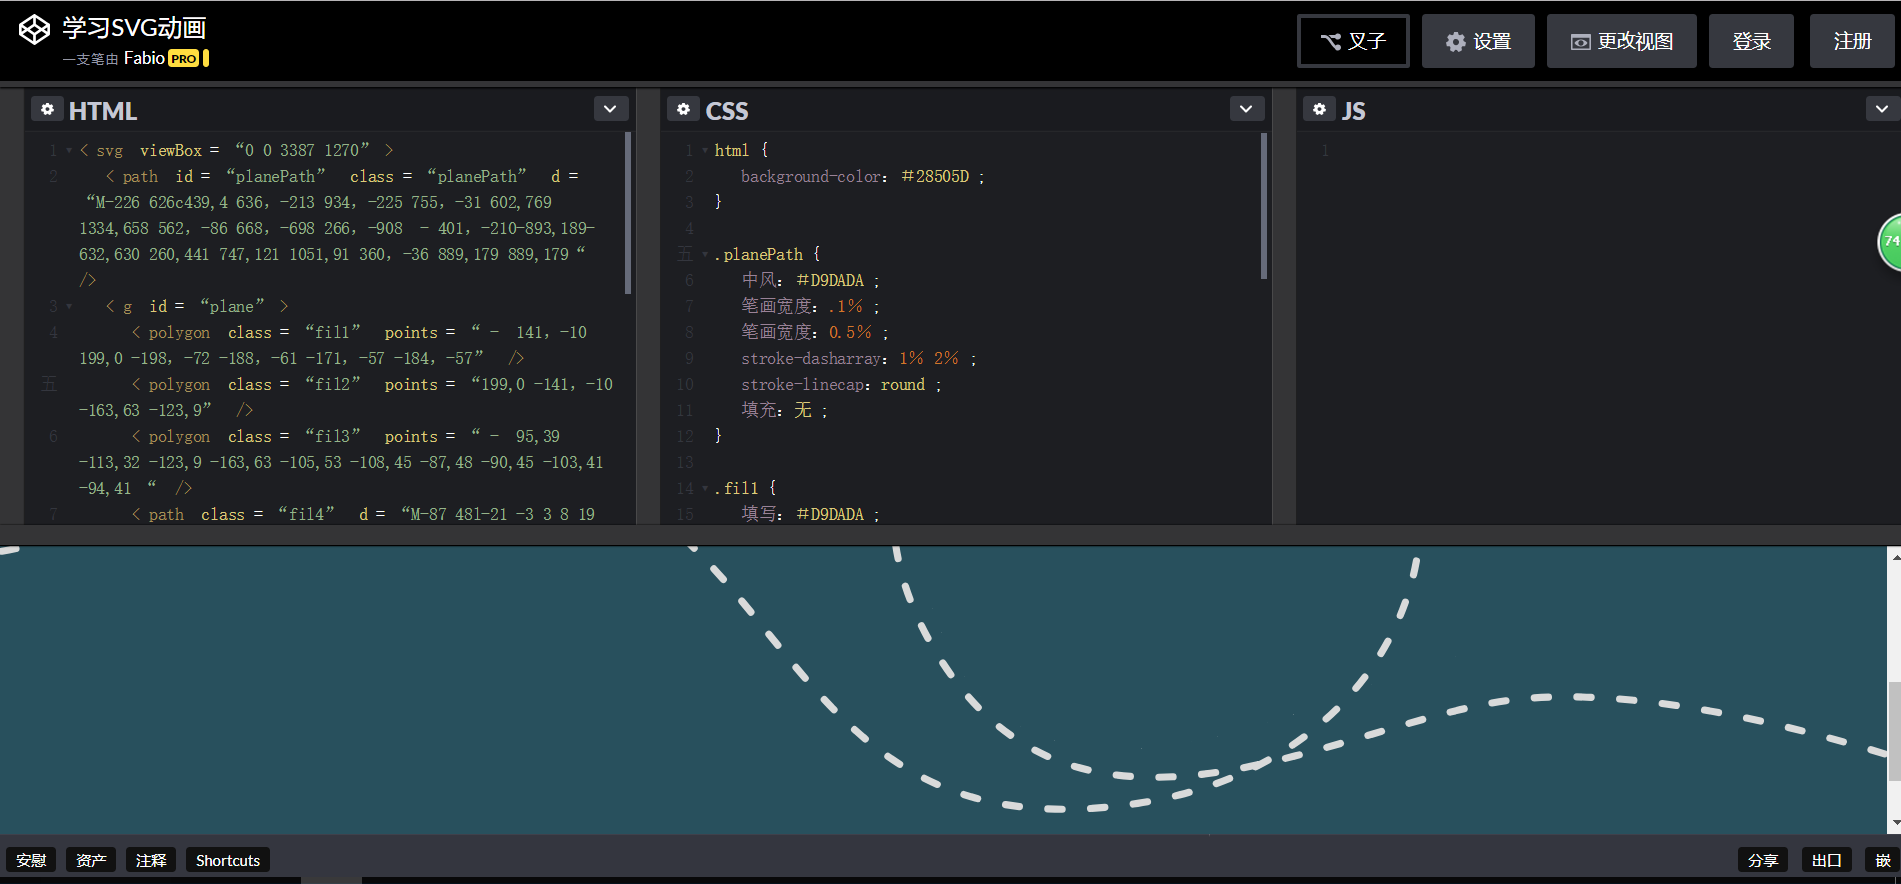 学习SVG动画
一支笔由 Fabio PRO
叉子
设置
更改视图
登录
注册
HTML
1 < svg viewBox = “0 0 3387 1270” >
2 < path id = “planePath” class = “planePath” d =
“M-226 626c439,4 636，-213 934，-225 755，-31 602,769
1334,658 562，-86 668，-698 266，-908 - 401，-210-893,189-
632,630 260,441 747,121 1051,91 360，-36 889,179 889,179 “
/>
3 < g id = “plane” >
4 < polygon class = “fil1” points = “ - 141，-10
199,0 -198，-72 -188，-61 -171，-57 -184，-57” />
五 < polygon class = “fil2” points = “199,0 -141，-10
-163,63 -123,9” />
6 < polygon class = “fil3” points = “ - 95,39
-113,32 -123,9 -163,63 -105,53 -108,45 -87,48 -90,45 -103,41
-94,41 “ />
7 < path class = “fil4” d = “M-87 48l-21 -3 3 8 19
CSS
1 html {
2 background-color：＃28505D ;
3 }
4
五 .planePath {
6 中风：＃D9DADA ;
7 笔画宽度：.1％ ;
8 笔画宽度：0.5％ ;
9 stroke-dasharray：1％ 2％ ;
10 stroke-linecap：round ;
11 填充：无 ;
12 }
13
14 .fil1 {
15 填写：＃D9DADA ;
JS
1
74
安慰
资产
注释
Shortcuts
分享
出口
嵌